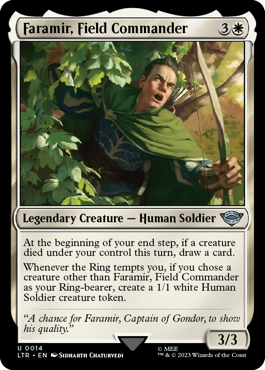 Faramir, Field Commander 3
Legendary Creature — Human Soldier
At the beginning of your end step, if a creature
died under your control this turn, draw a card.
Whenever the Ring tempts you, if you chose a
creature other than Faramir, Field Commander
as your Ring-bearer, create a 1/1 white Human
Soldier creature token.
"A chance for Faramir, Captain of Gondor, to show
his quality."
3/3
U 0014
LTR • EN SIDHARTH CHATURVEDI
© MEE
™ & © 2023 Wizards of the Coast